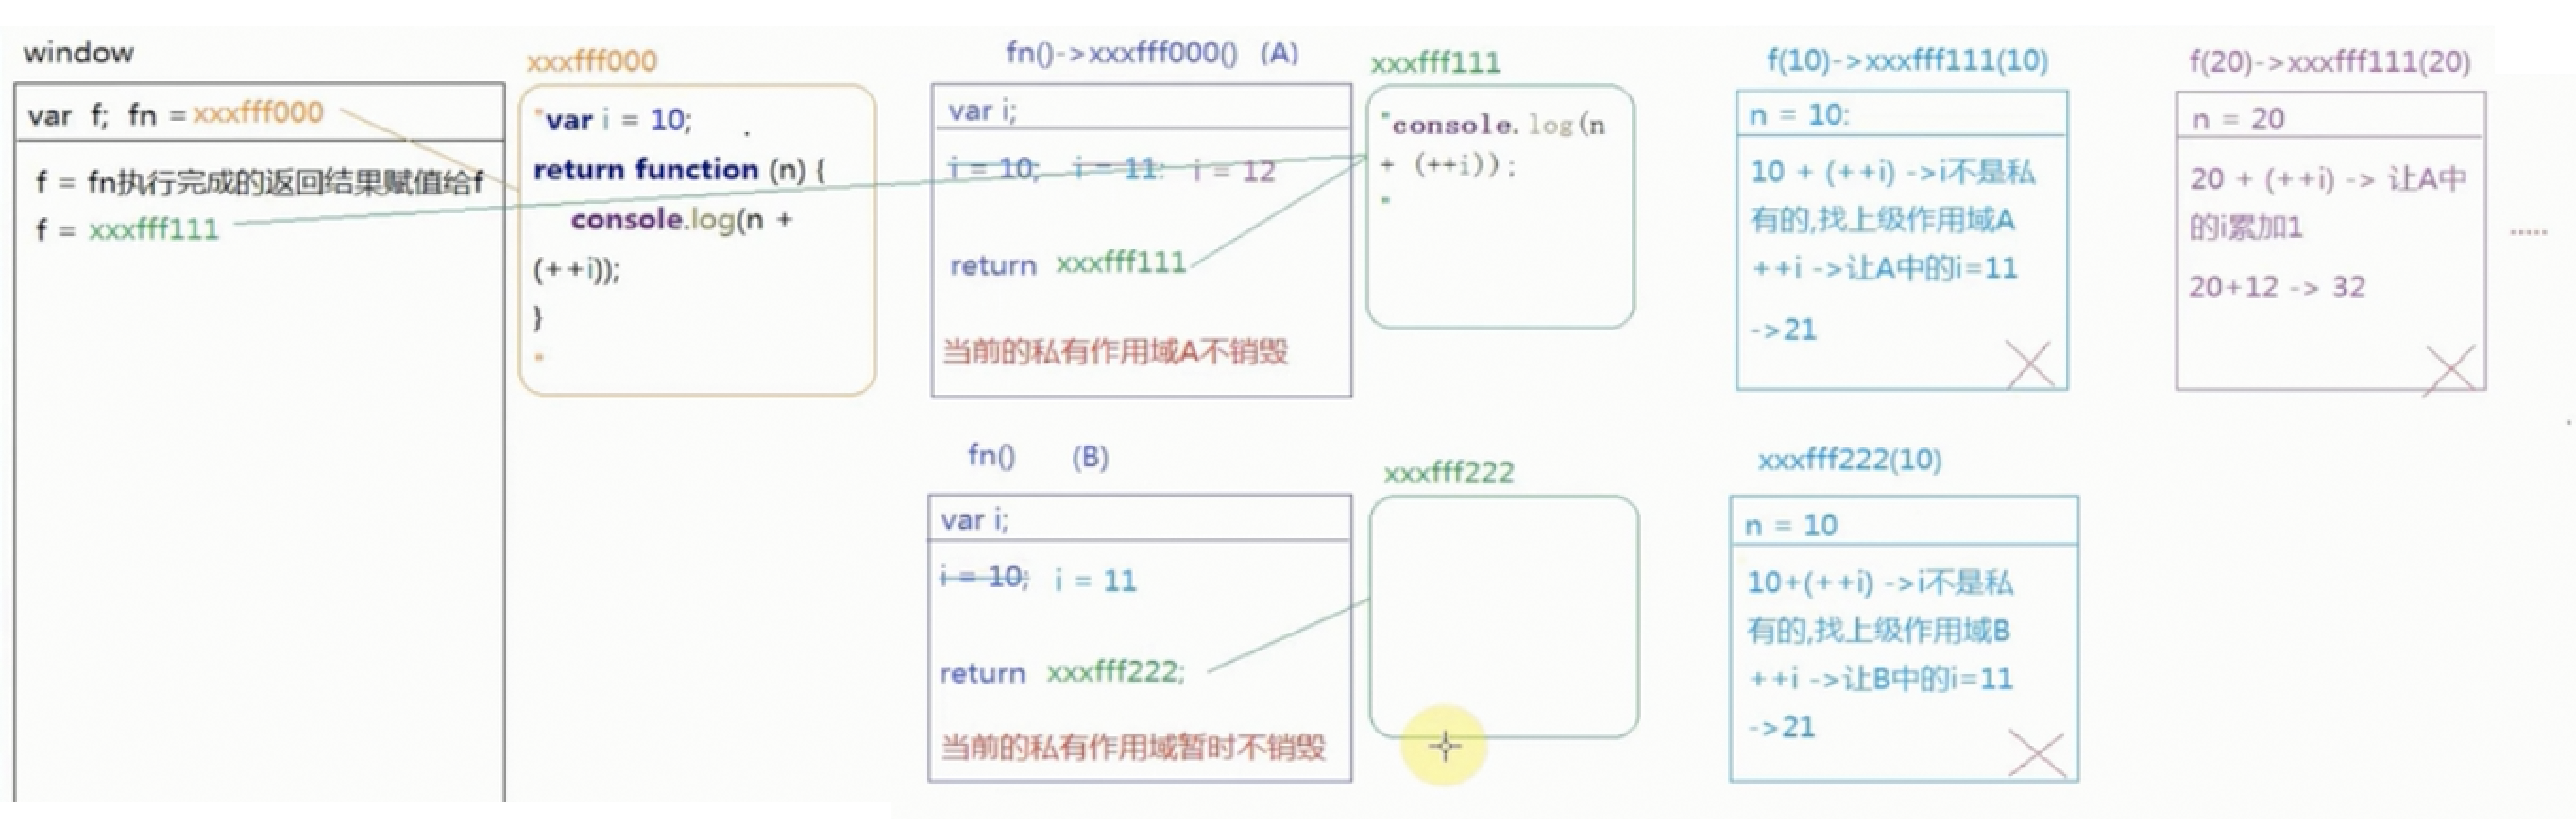 window
var f; fn = xxxfff000
f = fn执行完成的返回结果赋值给f
f = xxxfff111
xxxfff000
"var i = 10;
return function (n) {
console.log(n +
(++i));
}
"
fn()->xxxfff000() (A)
var i;
i = 10; i = 11: i = 12
return xxxfff111
当前的私有作用域A不销毁
xxxfff111
"console.log(n
+ (++i));
"
f(10)->xxxfff111(10)
n = 10:
10 + (++i) ->i不是私
有的,找上级作用域A
++i ->让A中的i=11
->21
f(20)->xxxfff111(20)
n = 20
20 + (++i) -> 让A中
的i累加1
20+12 -> 32
.....
fn() (B)
var i;
i = 10; i = 11
return xxxfff222;
当前的私有作用域暂时不销毁
xxxfff222
xxxfff222(10)
n = 10
10+(++i) ->i不是私
有的,找上级作用域B
++i ->让B中的i=11
->21